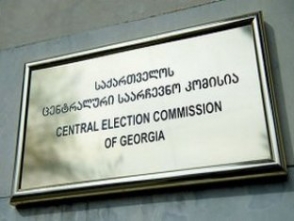 საქართველოს
ცენტრალური საარჩევნო კომისია
CENTRAL ELECTION COMMISSION
OF GEORGIA